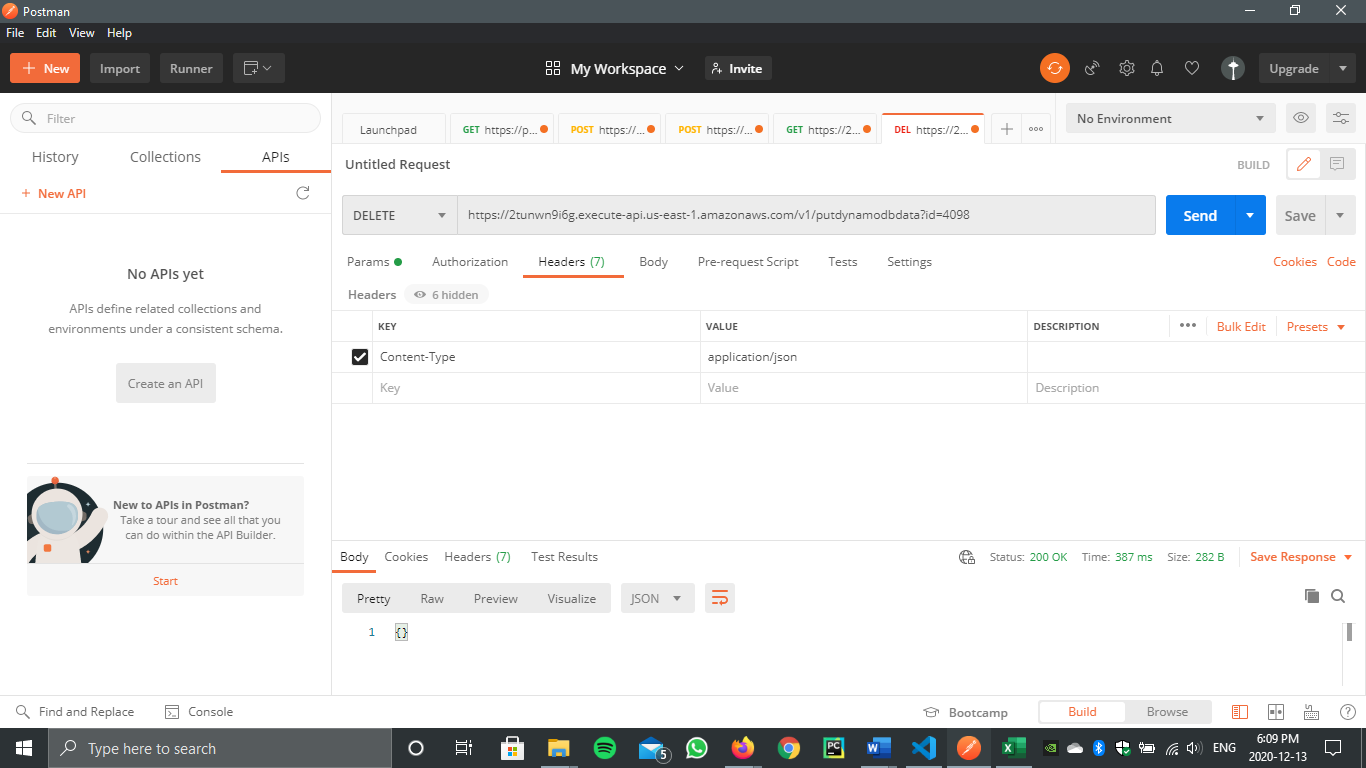 Postman
File Edit View Help
+ New Import Runner My Workspace Invite Upgrade
Filter
History Collections APIs
+ New API
No APIs yet
APIs define related collections and
environments under a consistent schema.
Create an API
New to APIs in Postman?
Take a tour and see all that you
can do within the API Builder.
Start
Launchpad GET https://p... POST https://... POST https://... GET https://2... DEL https://2... + ••• No Environment
Untitled Request BUILD
DELETE https://2tunwn9i6g.execute-api.us-east-1.amazonaws.com/v1/putdynamodbdata?id=4098 Send Save
Params Authorization Headers (7) Body Pre-request Script Tests Settings Cookies Code
Headers 6 hidden
KEY VALUE DESCRIPTION ••• Bulk Edit Presets
Content-Type application/json
Key Value Description
Body Cookies Headers (7) Test Results Status: 200 OK Time: 387 ms Size: 282 B Save Response
Pretty Raw Preview Visualize JSON
1 {}
Find and Replace Console Bootcamp Build Browse ?
Type here to search 5 ENG 6:09 PM
2020-12-13